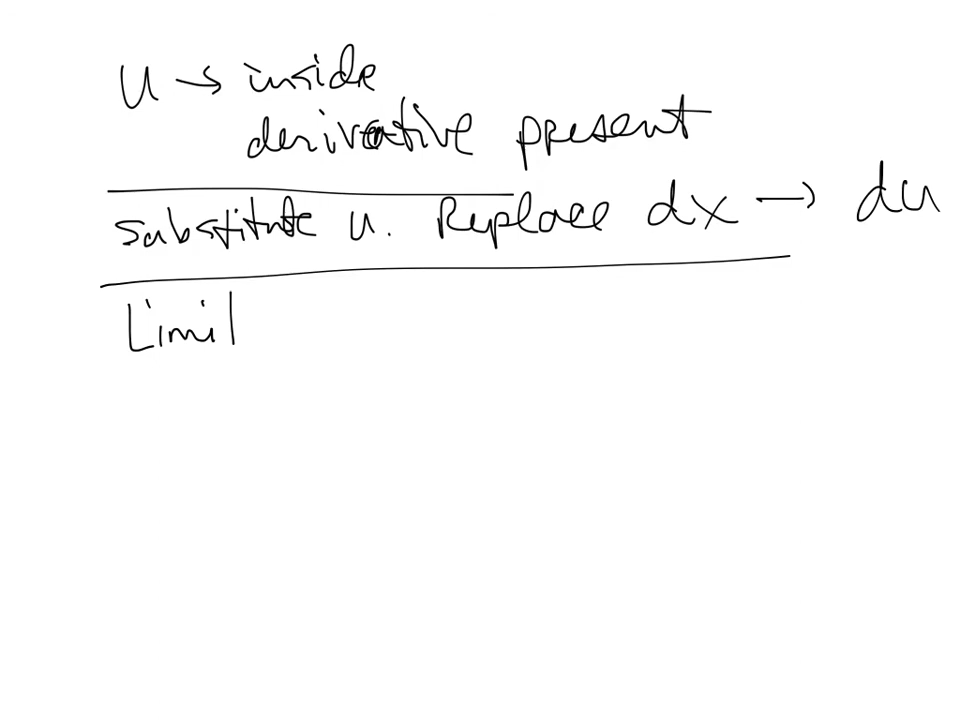 u → inside
derivative present
substitute u. Replace dx → du
Limit